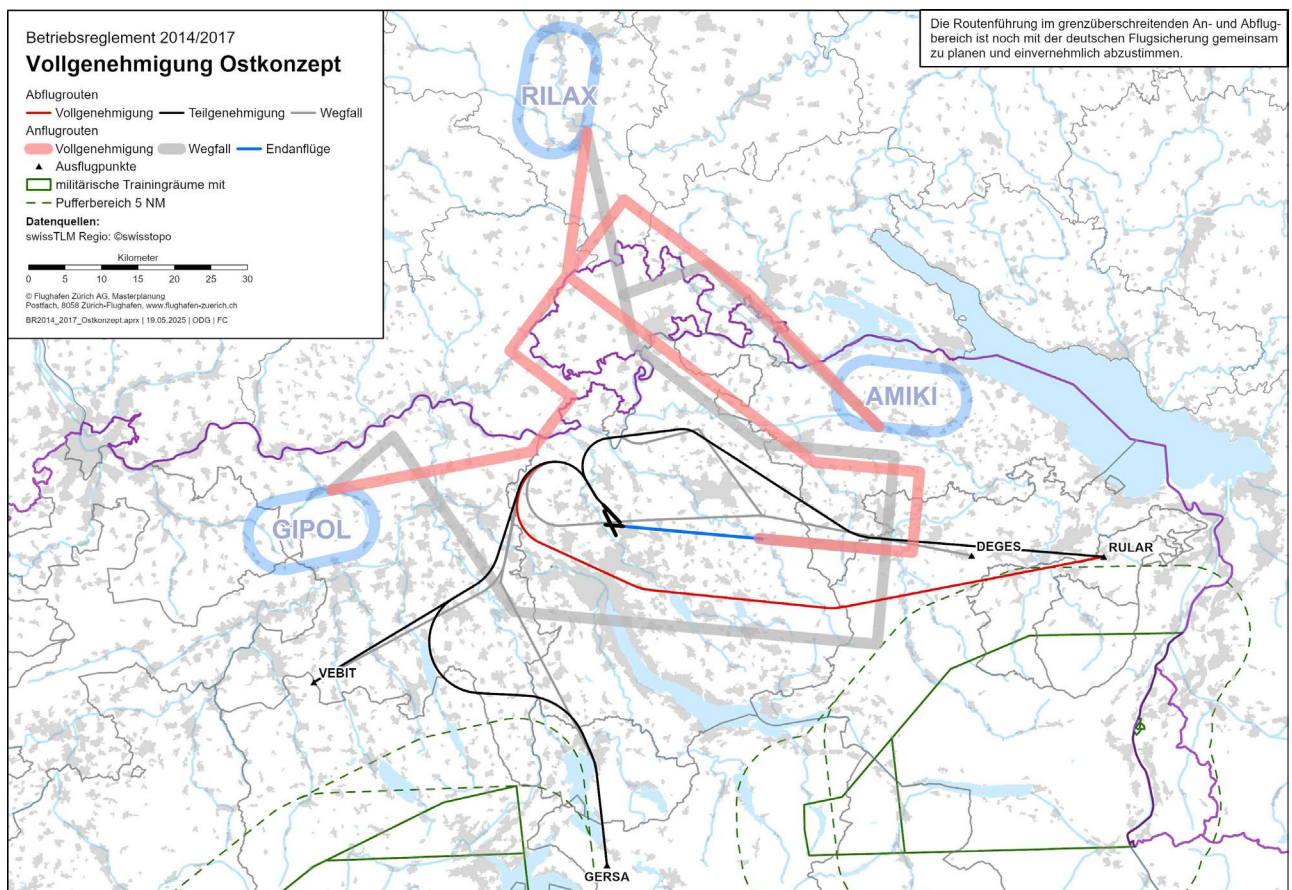 Betriebsreglement 2014/2017
Vollgenehmigung Ostkonzept
Abflugrouten
Vollgenehmigung Teilgenehmigung Wegfall
Anflugrouten
Vollgenehmigung Wegfall Endanflüge
Ausflugpunkte
militärische Trainingräume mit
Pufferbereich 5 NM
Datenquellen:
swissTLM Regio: ©swisstopo
Kilometer
0 5 10 15 20 25 30
© Flughafen Zürich AG, Masterplanung
Postfach, 8058 Zürich-Flughafen, www.flughafen-zuerich.ch
BR2014_2017_Ostkonzept.aprx | 19.05.2025 | ODG | FC
Die Routenführung im grenzüberschreitenden An- und Abflug-
bereich ist noch mit der deutschen Flugsicherung gemeinsam
zu planen und einvernehmlich abzustimmen.
RILAX
AMIKI
GIPOL
DEGES
RULAR
VEBIT
GERSA